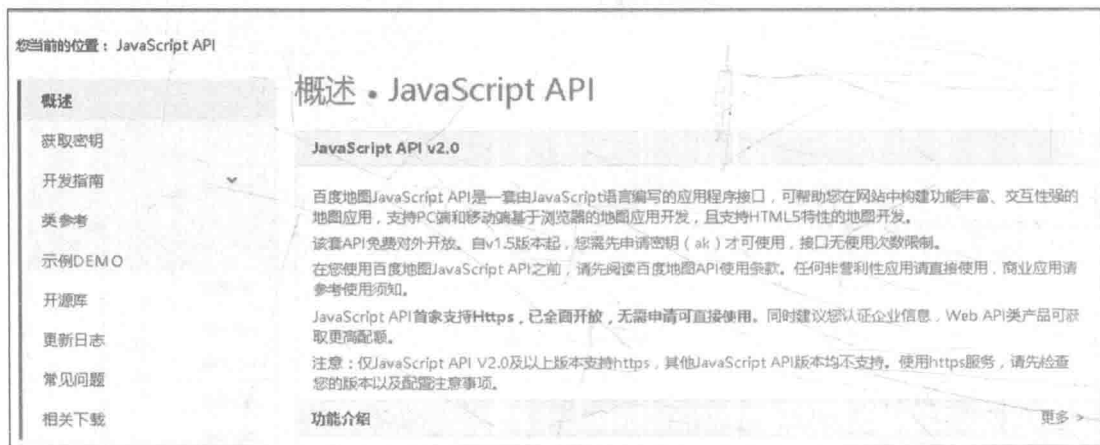 您当前的位置： JavaScript API
概述
获取密钥
开发指南
类参考
示例DEMO
开源库
更新日志
常见问题
相关下载
概述 • JavaScript API
JavaScript API v2.0
百度地图JavaScript API是一套由JavaScript语言编写的应用程序接口，可帮助您在网站中构建功能丰富、交互性强的
地图应用，支持PC端和移动端基于浏览器的地图应用开发，且支持HTML5特性的地图开发。
该套API免费对外开放。自v1.5版本起，您需先申请密钥（ak）才可使用，接口无使用次数限制。
在您使用百度地图JavaScript API之前，请先阅读百度地图API使用条款。任何非营利性应用请直接使用，商业应用请
参考使用须知。
JavaScript API首家支持Https，已全面开放，无需申请可直接使用。同时建议您认证企业信息，Web API类产品可获
取更高配额。
注意：仅JavaScript API V2.0及以上版本支持https，其他JavaScript API版本均不支持。使用https服务，请先检查
您的版本以及配置注意事项。
功能介绍
更多 >